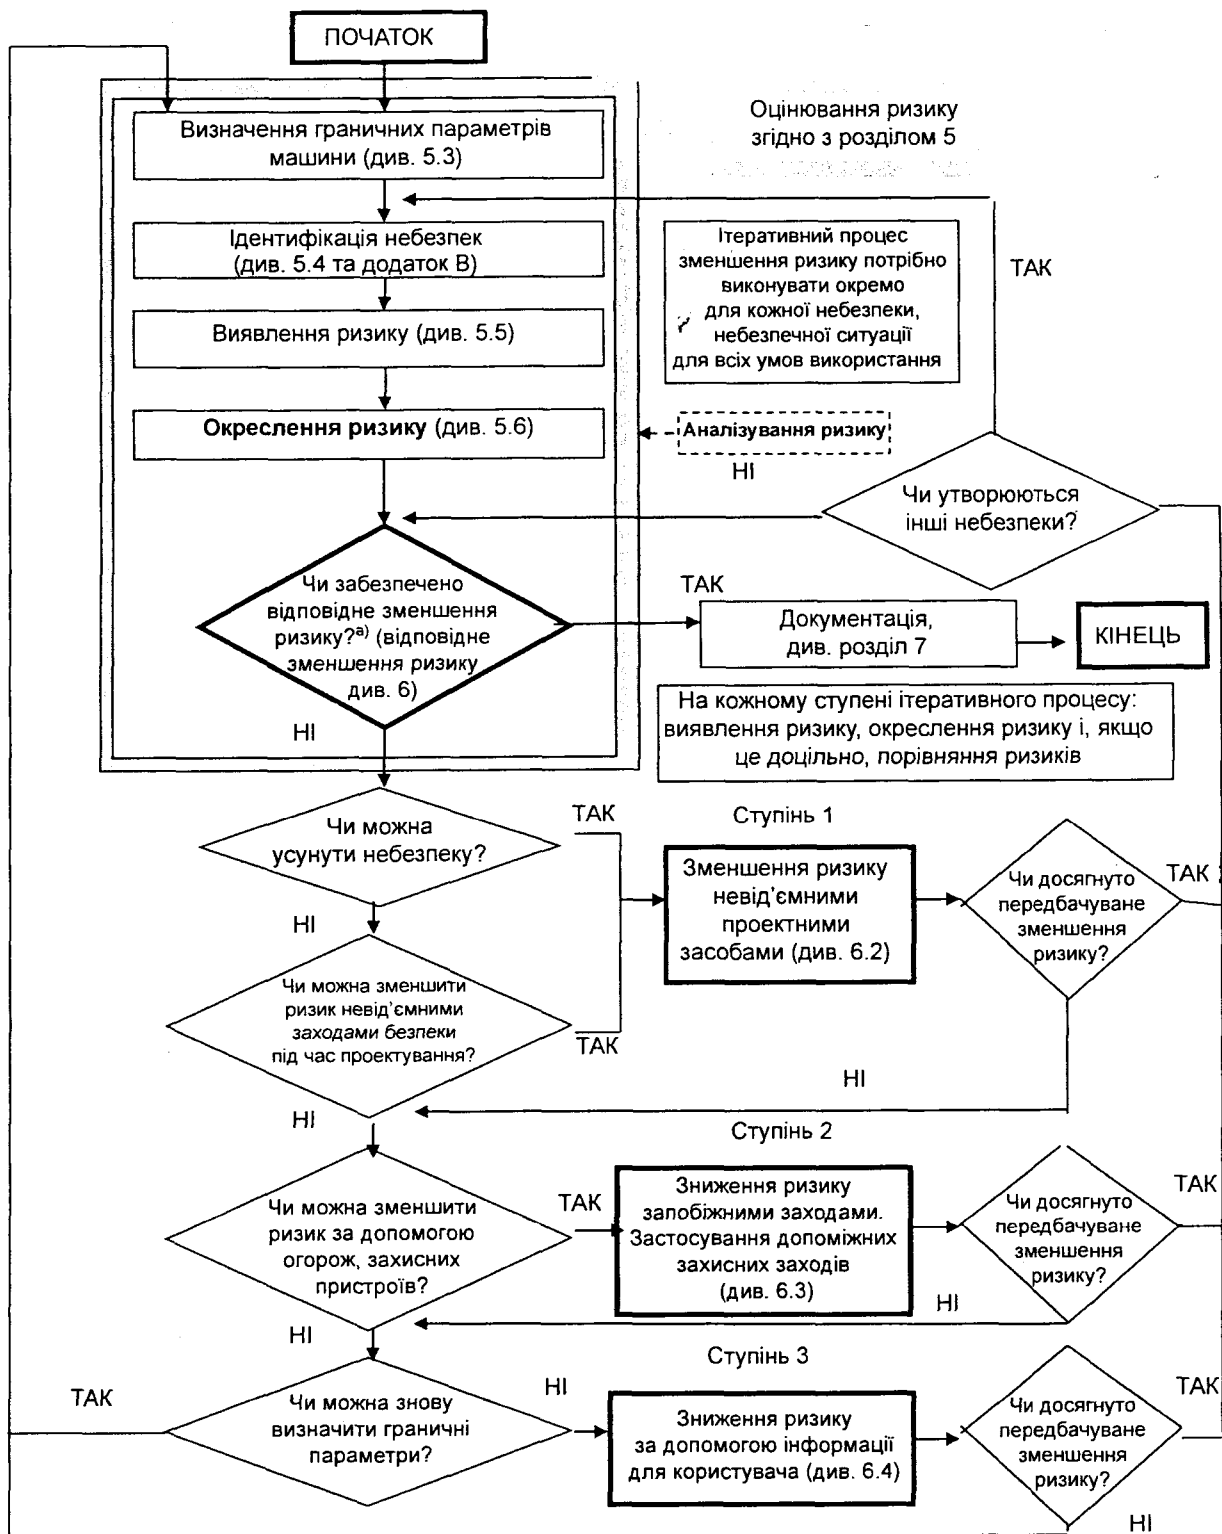 ПОЧАТОК
Оцінювання ризику
згідно з розділом 5
Визначення граничних параметрів
машини (див. 5.3)
Ідентифікація небезпек
(див. 5.4 та додаток В)
Ітеративний процес
зменшення ризику потрібно
виконувати окремо
для кожної небезпеки,
небезпечної ситуації
для всіх умов використання
ТАК
Виявлення ризику (див. 5.5)
Окреслення ризику (див. 5.6)
Аналізування ризику
НІ
Чи утворюються
інші небезпеки?
Чи забезпечено
відповідне зменшення
ризику?а) (відповідне
зменшення ризику
див. 6)
ТАК
Документація,
див. розділ 7
КІНЕЦЬ
На кожному ступені ітеративного процесу:
виявлення ризику, окреслення ризику і, якщо
це доцільно, порівняння ризиків
НІ
Чи можна
усунути небезпеку?
ТАК
Ступінь 1
Зменшення ризику
невід'ємними
проектними
засобами (див. 6.2)
Чи досягнуто
передбачуване
зменшення
ризику?
ТАК
НІ
Чи можна зменшити
ризик невід'ємними
заходами безпеки
під час проектування?
ТАК
НІ
НІ
Ступінь 2
Чи можна зменшити
ризик за допомогою
огорож, захисних
пристроїв?
ТАК
Зниження ризику
запобіжними заходами.
Застосування допоміжних
захисних заходів
(див. 6.3)
Чи досягнуто
передбачуване
зменшення
ризику?
ТАК
НІ
НІ
Ступінь 3
ТАК
Чи можна знову
визначити граничні
параметри?
НІ
Зниження ризику
за допомогою інформації
для користувача (див. 6.4)
Чи досягнуто
передбачуване
зменшення
ризику?
ТАК
НІ